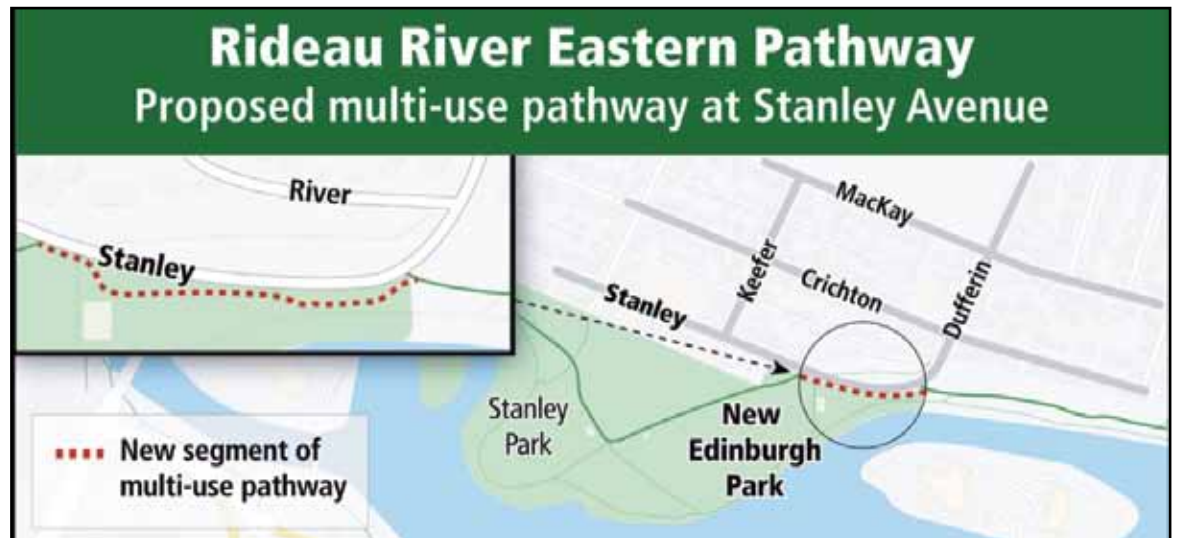 Rideau River Eastern Pathway
Proposed multi-use pathway at Stanley Avenue
River
Stanley
MacKay
Keefer
Crichton
Dufferin
Stanley
Stanley
Park
New
Edinburgh
Park
New segment of
multi-use pathway